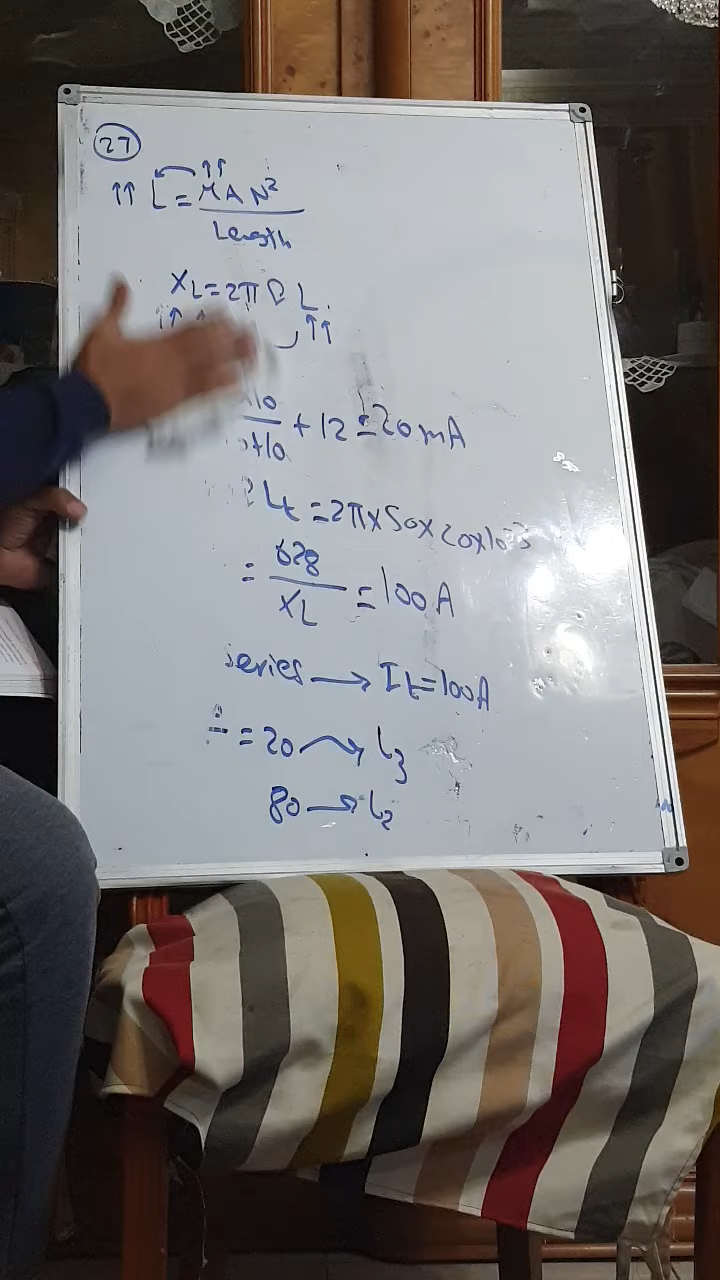 27
↑↑ L = μ A N²
Length
XL = 2π f L
↑↑
+ 12 = 20 mA
Lt = 2π × 50 × 20 × 10⁻³
= 628 / XL = 100 A
series → It = 100 A
= 20 → L3
80 → L2